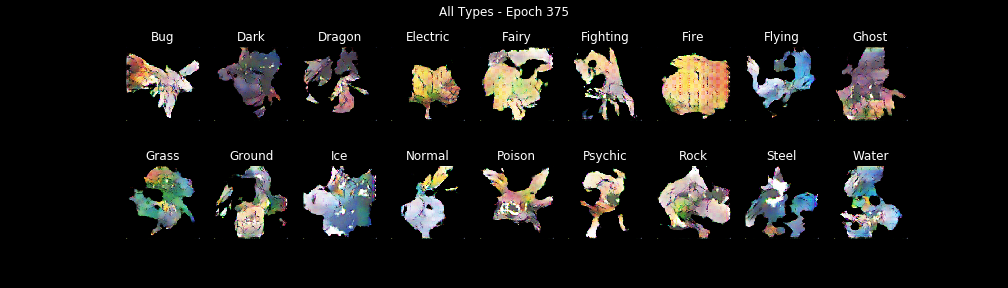 All Types - Epoch 375
Bug Dark Dragon Electric Fairy Fighting Fire Flying Ghost
Grass Ground Ice Normal Poison Psychic Rock Steel Water